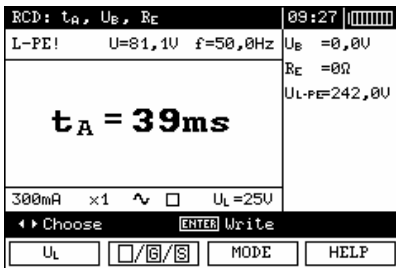 RCD: tA, UB, RE 09:27
L-PE! U=81,1V f=50,0Hz
UB =0,0V
RE =0Ω
UL-PE=242,0V
tA = 39ms
300mA x1 UL=25V
Choose ENTER Write
UL /G/S MODE HELP